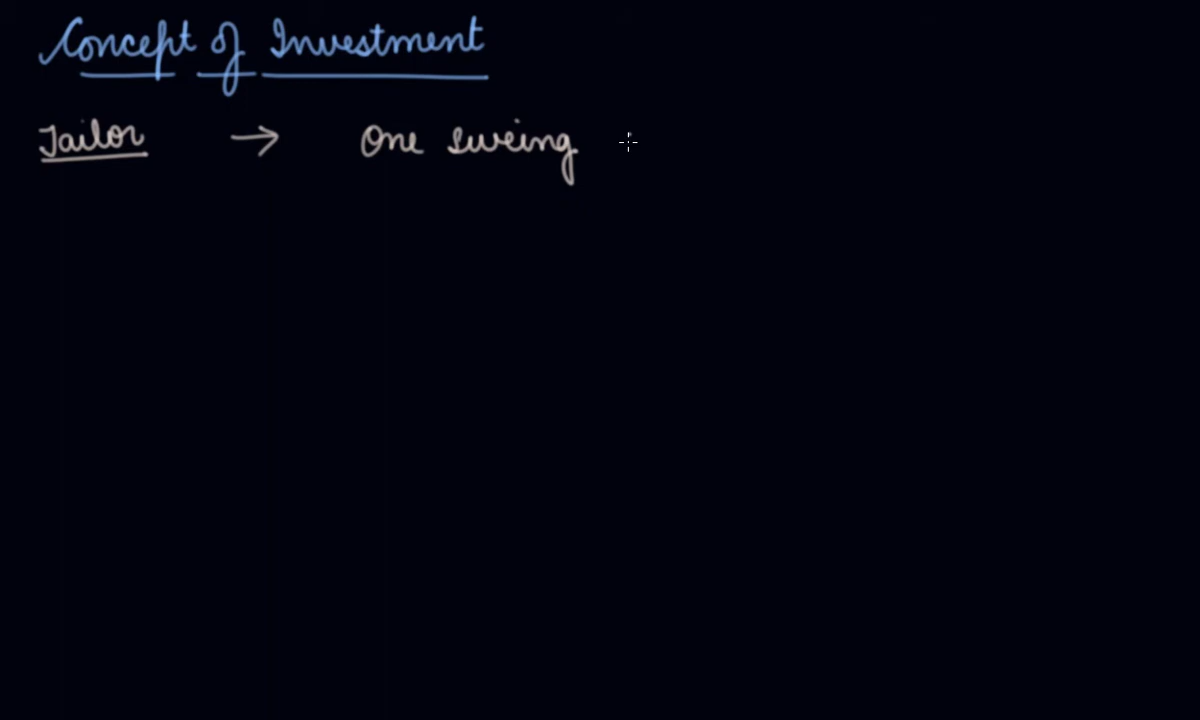 Concept of Investment
Tailor → One sweing